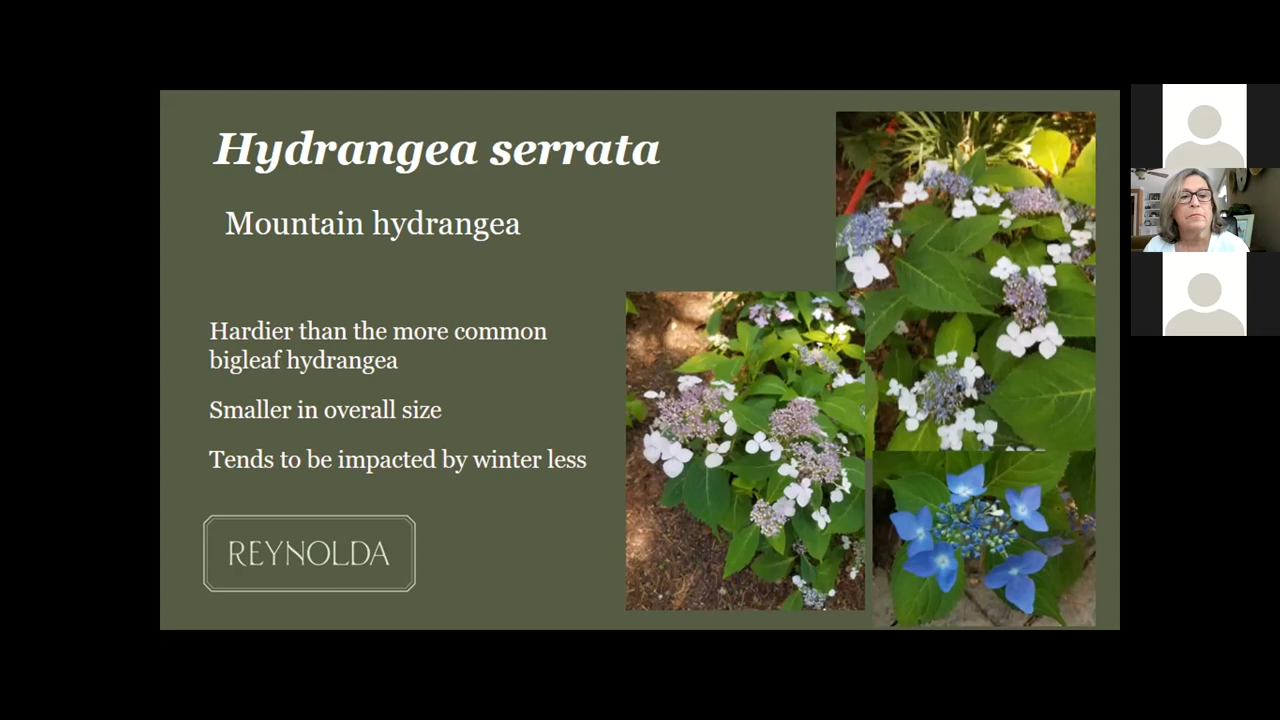 Hydrangea serrata
Mountain hydrangea
Hardier than the more common
bigleaf hydrangea
Smaller in overall size
Tends to be impacted by winter less
REYNOLDA